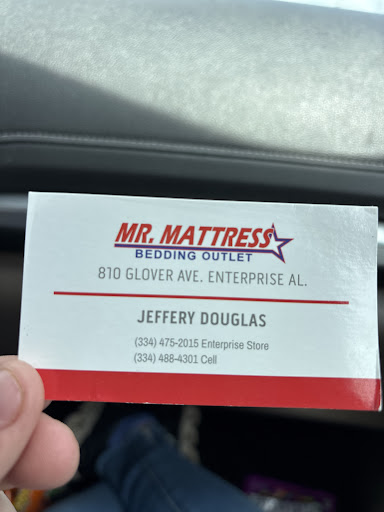 MR. MATTRESS
BEDDING OUTLET
810 GLOVER AVE. ENTERPRISE AL.
JEFFERY DOUGLAS
(334) 475-2015 Enterprise Store
(334) 488-4301 Cell